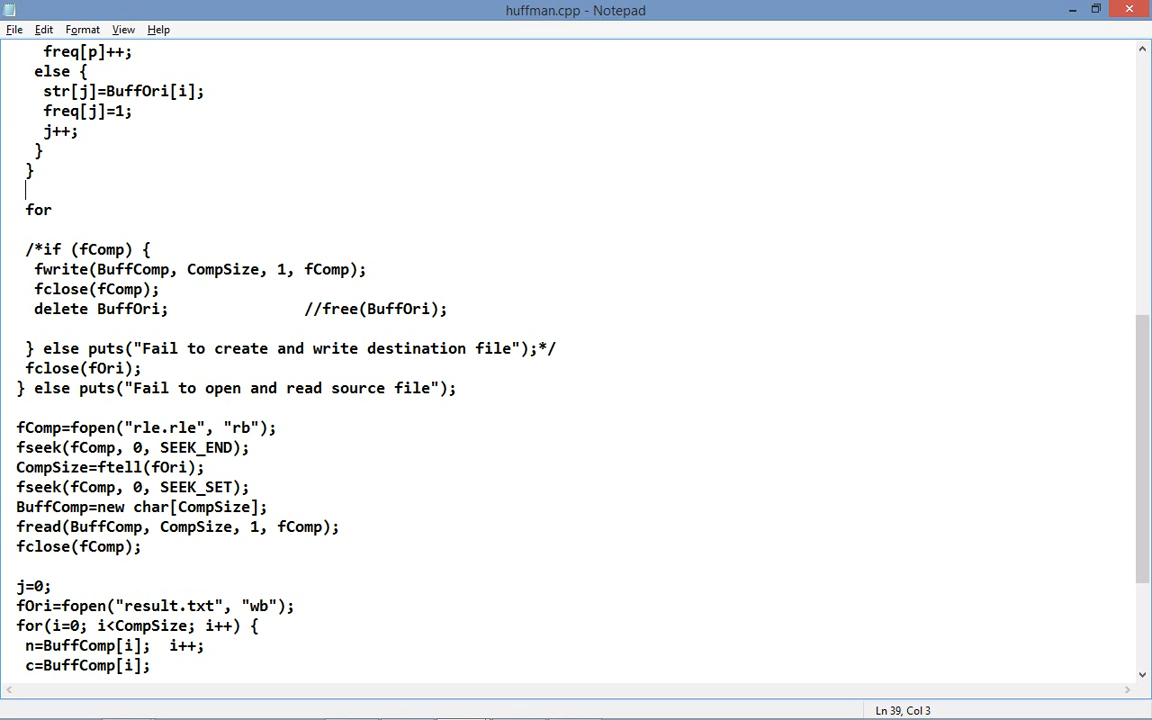 huffman.cpp - Notepad
File Edit Format View Help
freq[p]++;
else {
str[j]=BuffOri[i];
freq[j]=1;
j++;
}
}
for
/*if (fComp) {
fwrite(BuffComp, CompSize, 1, fComp);
fclose(fComp);
delete BuffOri; //free(BuffOri);
} else puts("Fail to create and write destination file");*/
fclose(fOri);
} else puts("Fail to open and read source file");
fComp=fopen("rle.rle", "rb");
fseek(fComp, 0, SEEK_END);
CompSize=ftell(fOri);
fseek(fComp, 0, SEEK_SET);
BuffComp=new char[CompSize];
fread(BuffComp, CompSize, 1, fComp);
fclose(fComp);
j=0;
fOri=fopen("result.txt", "wb");
for(i=0; i<CompSize; i++) {
n=BuffComp[i]; i++;
c=BuffComp[i];
Ln 39, Col 3